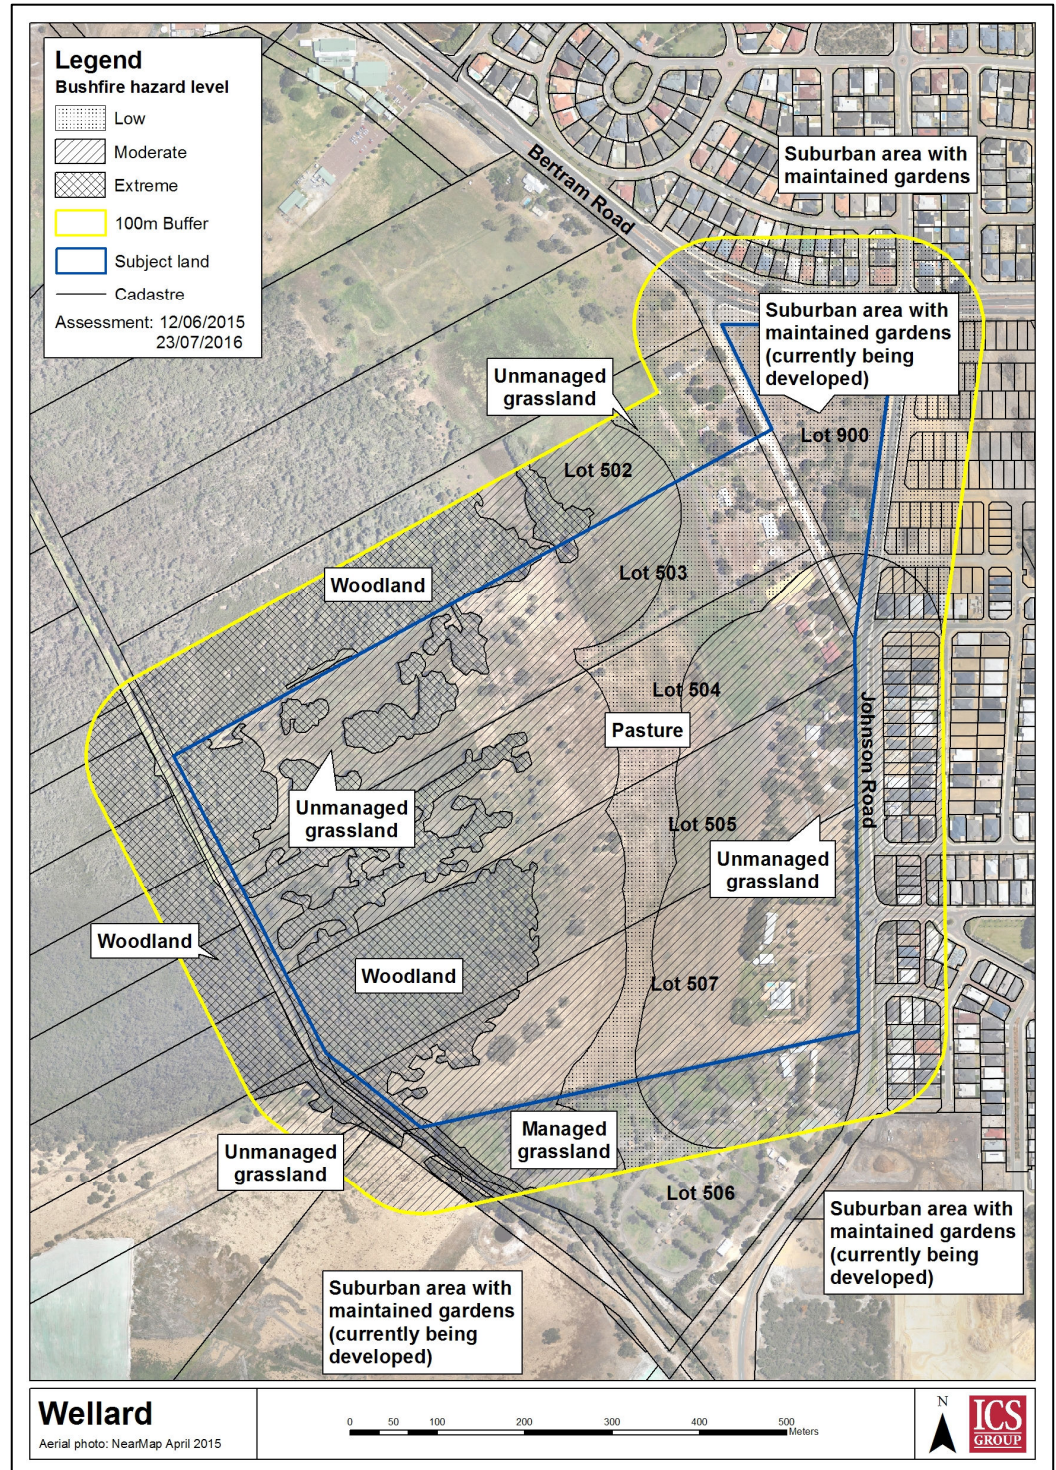 Legend
Bushfire hazard level
Low
Moderate
Extreme
100m Buffer
Subject land
Cadastre
Assessment: 12/06/2015
23/07/2016
Bertram Road
Suburban area with
maintained gardens
Suburban area with
maintained gardens
(currently being
developed)
Unmanaged
grassland
Lot 900
Lot 502
Lot 503
Woodland
Lot 504
Pasture
Johnson Road
Unmanaged
grassland
Lot 505
Unmanaged
grassland
Woodland
Woodland
Lot 507
Managed
grassland
Unmanaged
grassland
Lot 506
Suburban area with
maintained gardens
(currently being
developed)
Suburban area with
maintained gardens
(currently being
developed)
Wellard
Aerial photo: NearMap April 2015
0 50 100 200 300 400 500
Meters
N
ICS
GROUP